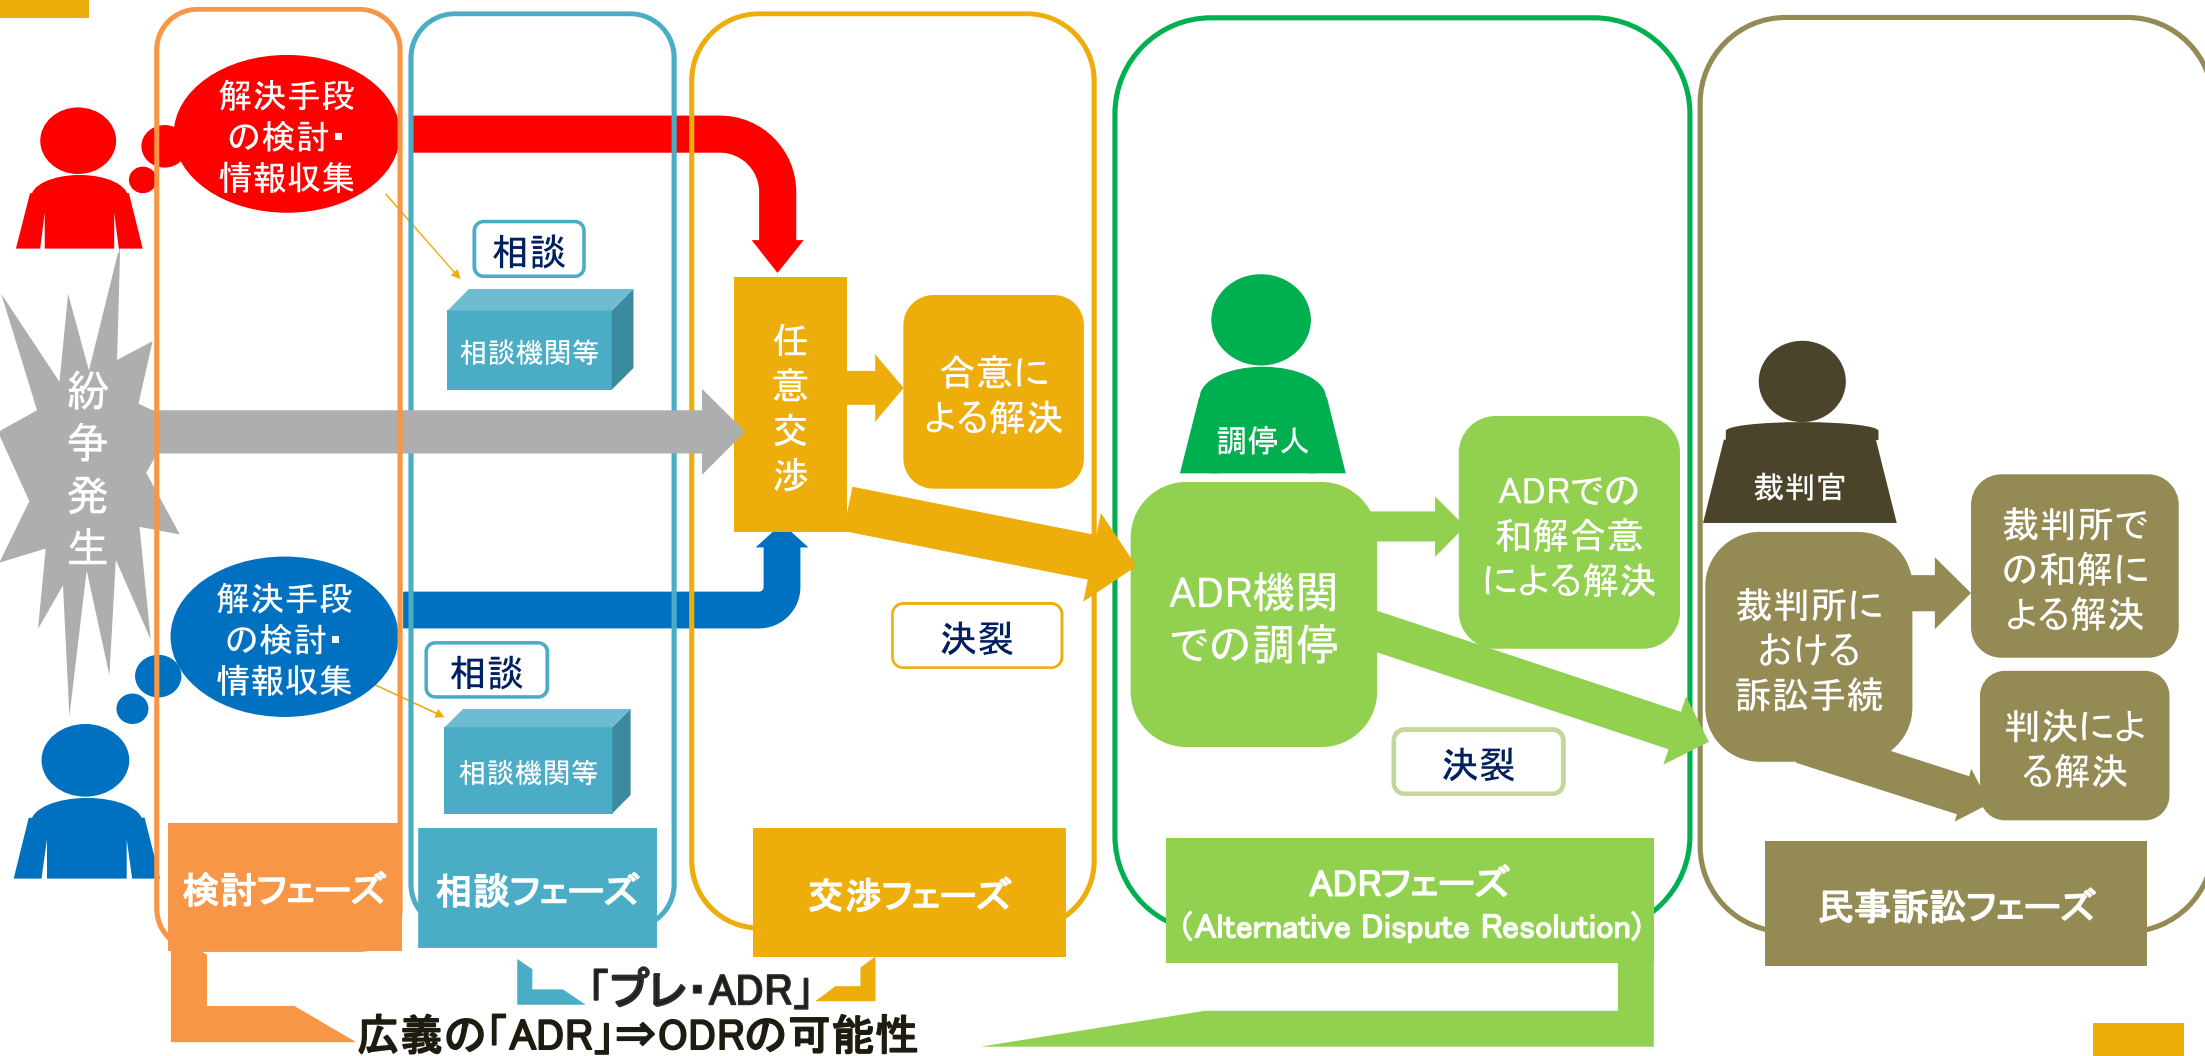 解決手段
の検討・
情報収集
相談
相談機関等
紛
争
発
生
任
意
交
渉
合意に
よる解決
解決手段
の検討・
情報収集
相談
相談機関等
決裂
調停人
ADR機関
での調停
ADRでの
和解合意
による解決
決裂
裁判官
裁判所に
おける
訴訟手続
裁判所で
の和解に
よる解決
判決によ
る解決
検討フェーズ
相談フェーズ
交渉フェーズ
ADRフェーズ
（Alternative Dispute Resolution）
民事訴訟フェーズ
「プレ・ADR」
広義の「ADR」⇒ODRの可能性